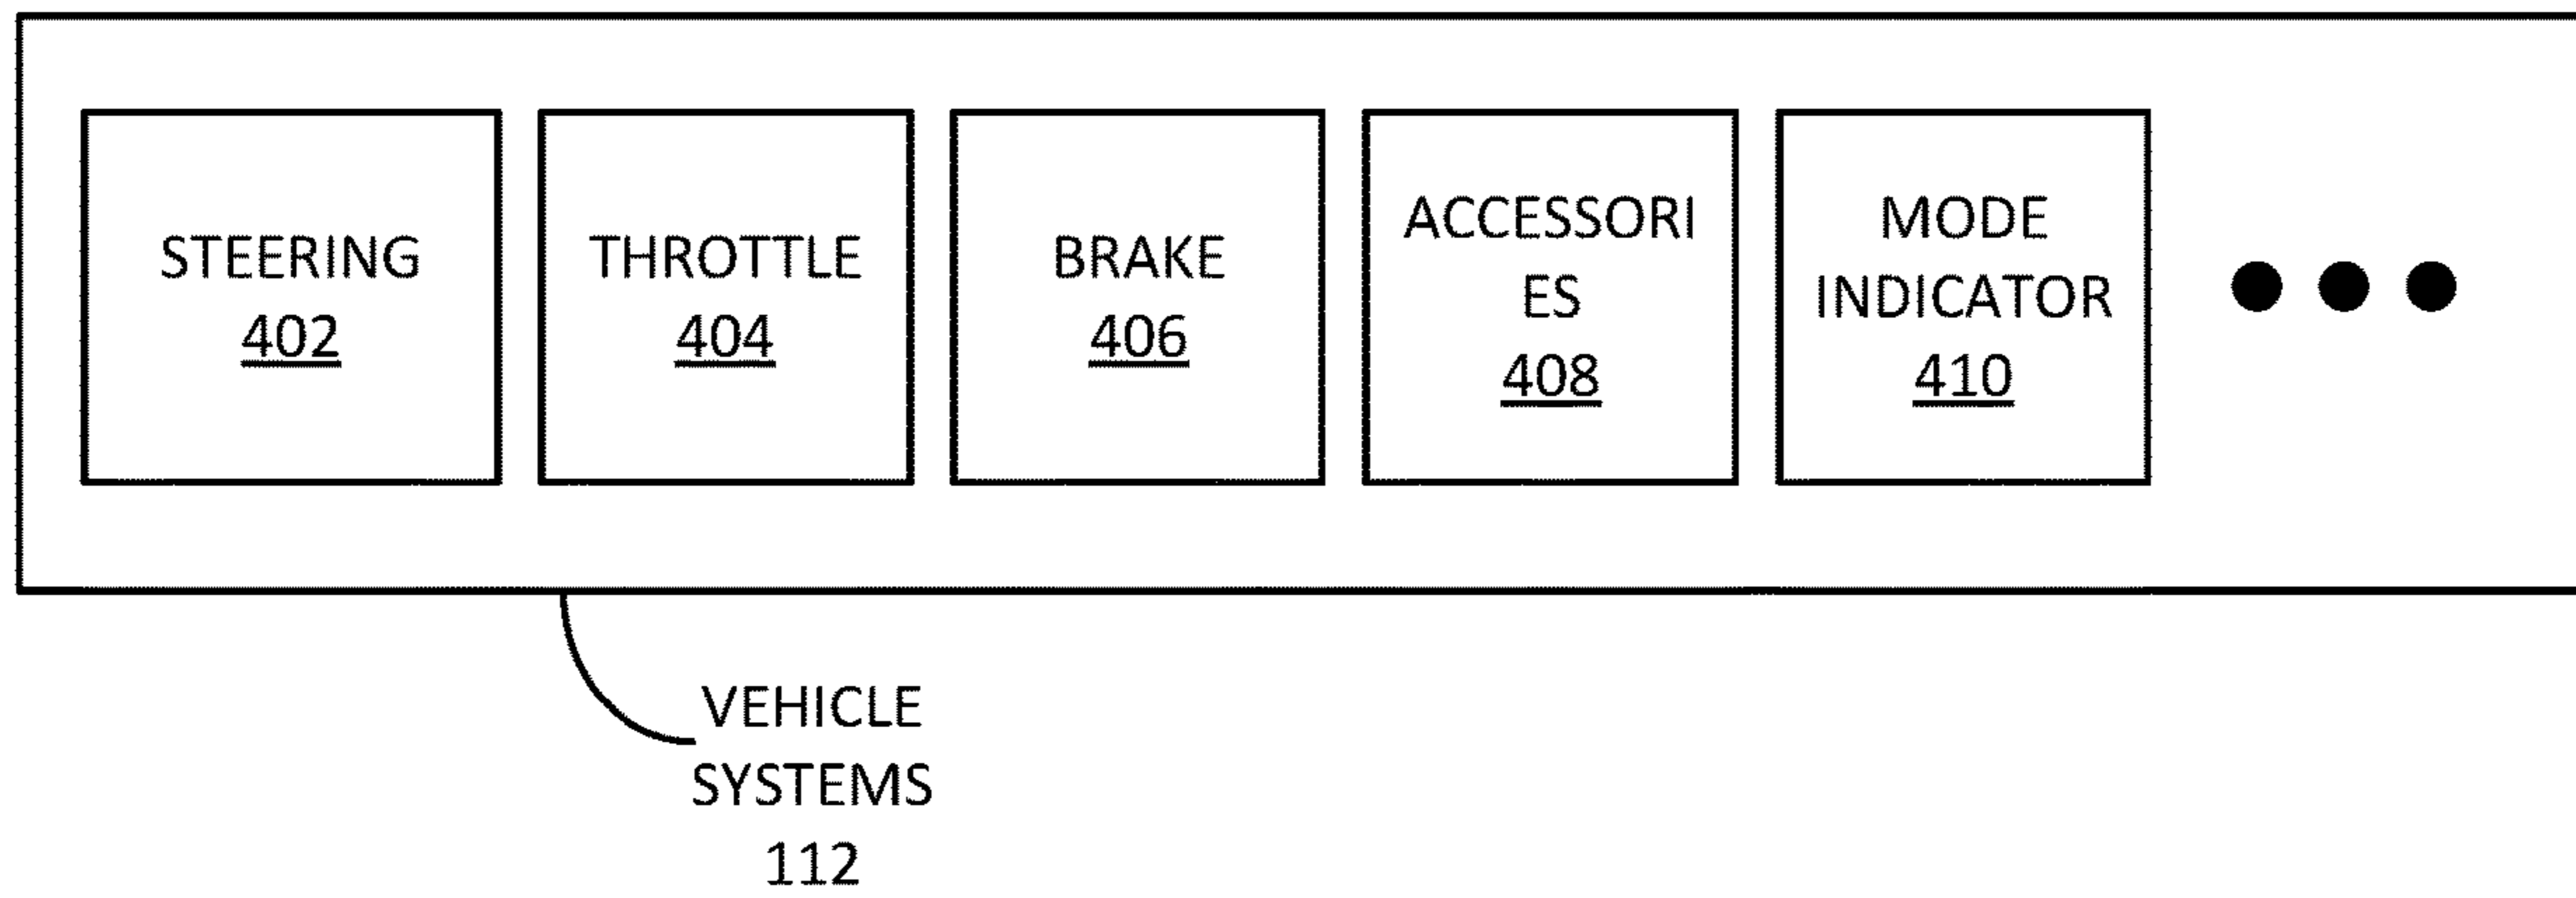 STEERING
402
THROTTLE
404
BRAKE
406
ACCESSORI
ES
408
MODE
INDICATOR
410
VEHICLE
SYSTEMS
112